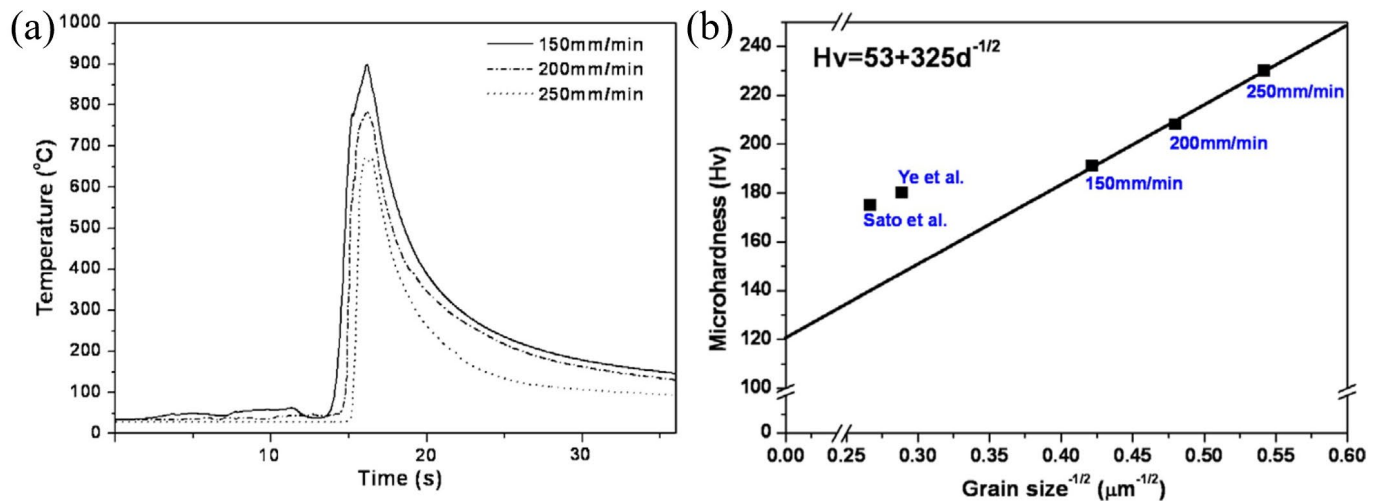 (a)
1000
900
800
700
600
500
400
300
200
100
0
Temperature (°C)
150mm/min
200mm/min
250mm/min
10
20
30
Time (s)
(b)
Hv=53+325d-1/2
240
220
200
180
160
140
120
100
0
Microhardness (Hv)
250mm/min
200mm/min
150mm/min
Ye et al.
Sato et al.
0.00 0.25 0.30 0.35 0.40 0.45 0.50 0.55 0.60
Grain size-1/2 (μm-1/2)